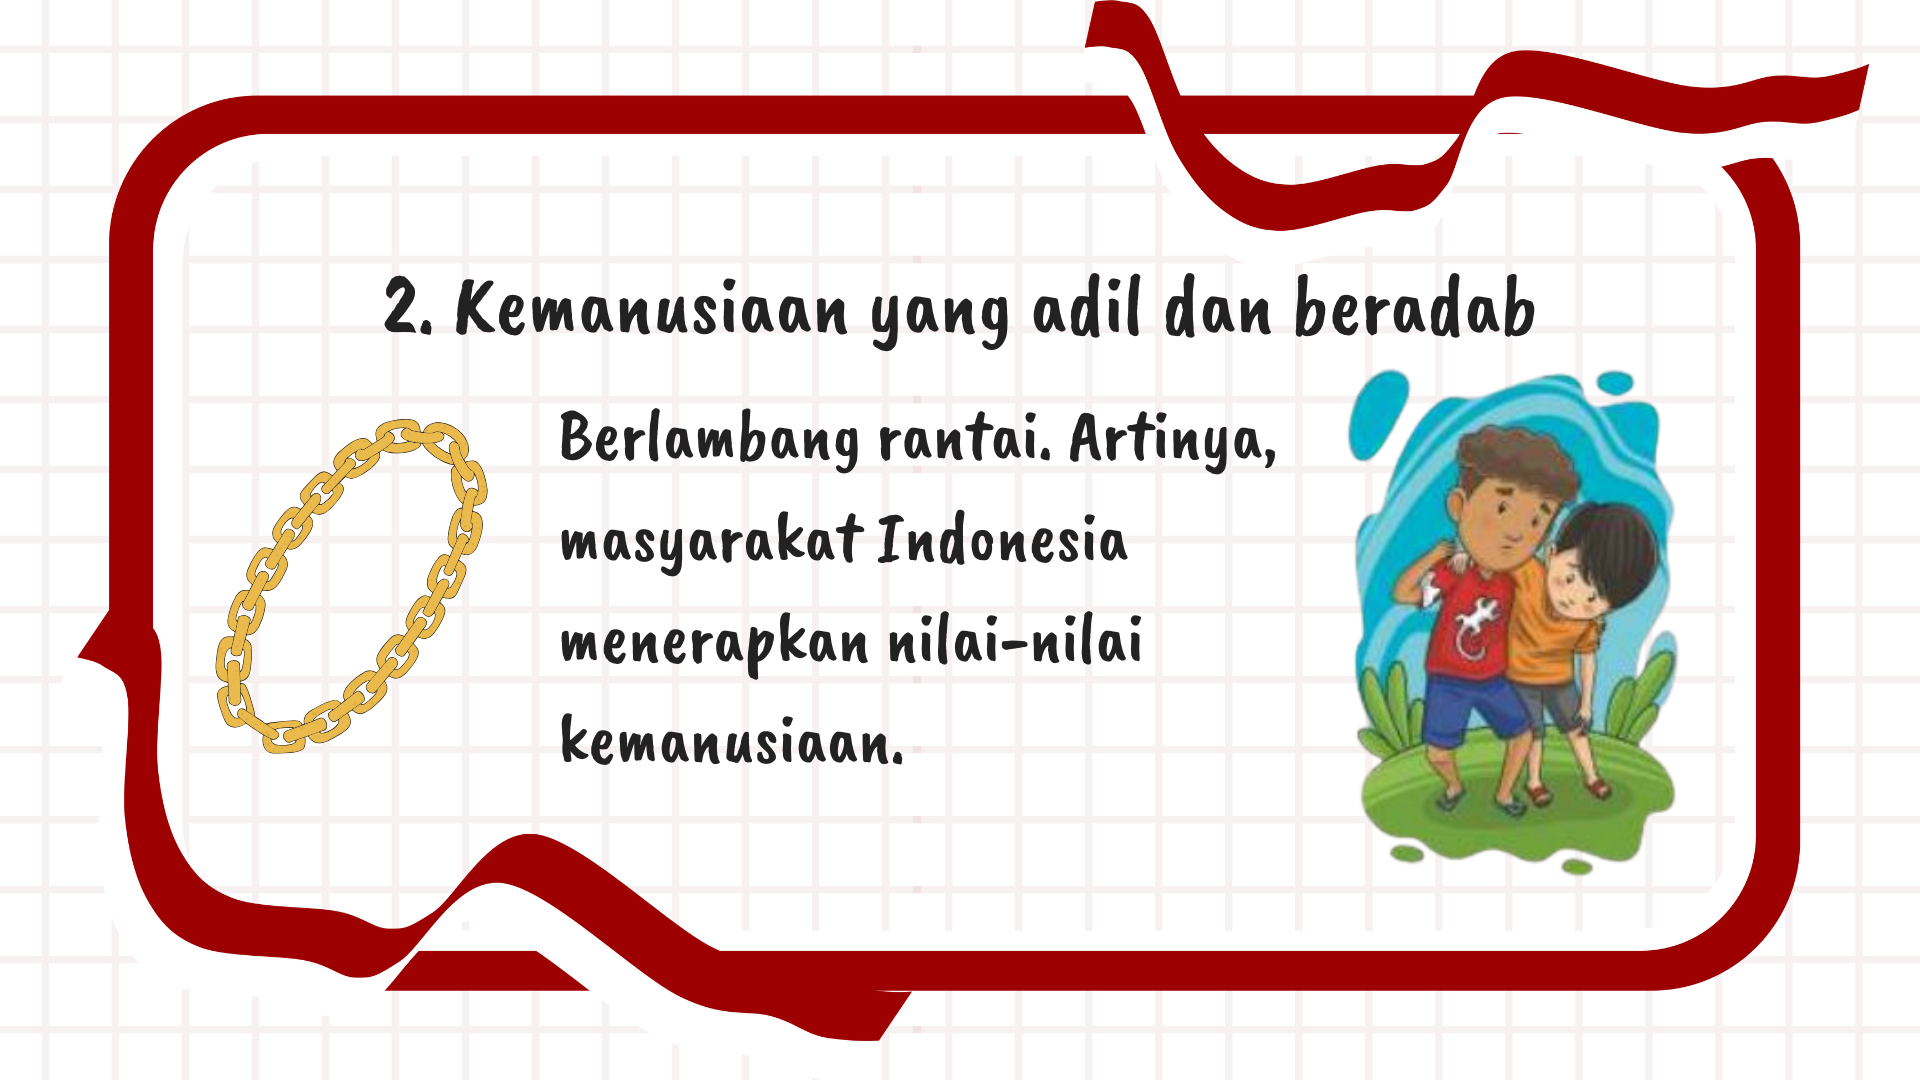 2. Kemanusiaan yang adil dan beradab
Berlambang rantai. Artinya,
masyarakat Indonesia
menerapkan nilai-nilai
kemanusiaan.